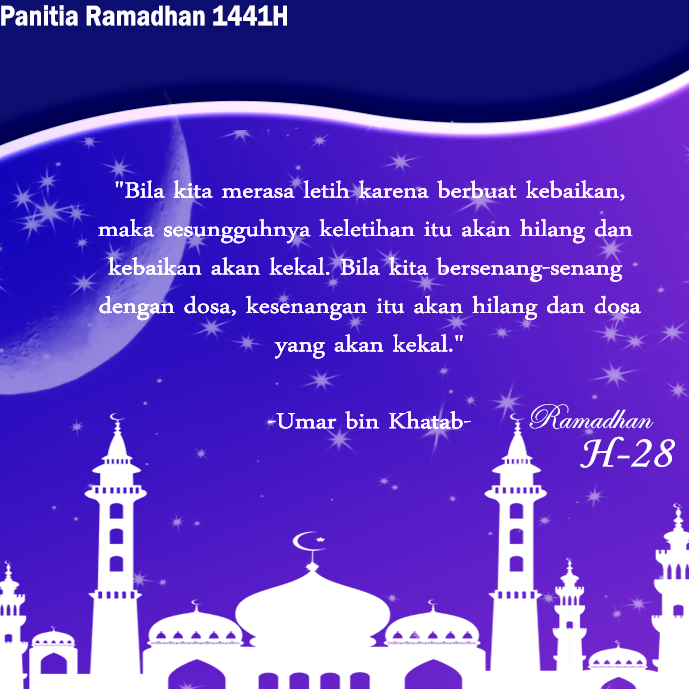 Panitia Ramadhan 1441H
"Bila kita merasa letih karena berbuat kebaikan,
maka sesungguhnya keletihan itu akan hilang dan
kebaikan akan kekal. Bila kita bersenang-senang
dengan dosa, kesenangan itu akan hilang dan dosa
yang akan kekal."
-Umar bin Khatab-
Ramadhan
H-28